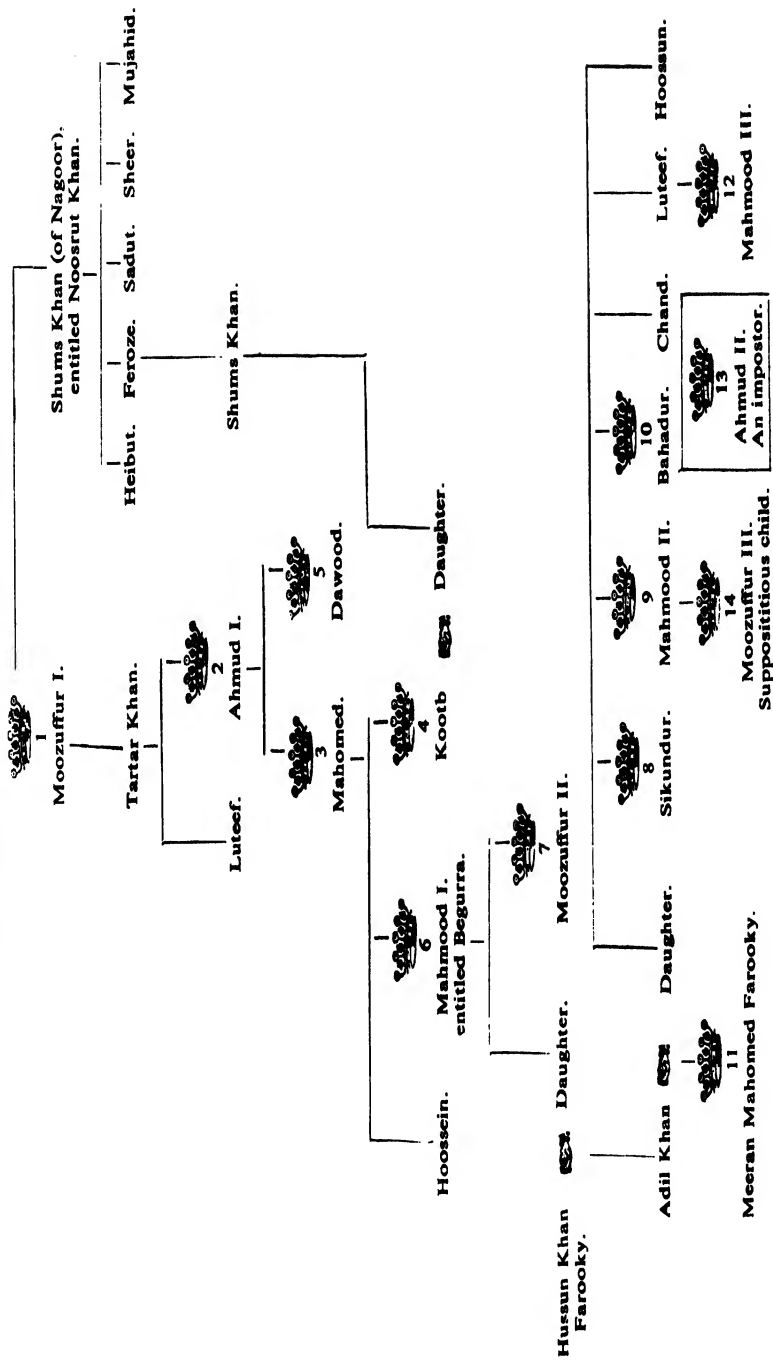 1
Moozuffur I.
Shums Khan (of Nagoor).
entitled Noosrut Khan.
Tartar Khan.
Heibut. Feroze. Sadut. Sheer. Mujahid.
2
Luteef. Ahmud I. Shums Khan.
3 5
Mahomed. Dawood.
6 4
Hoossein. Mahmood I. Kootb Daughter.
entitled Begurra.
7
Hussun Khan Daughter. Moozuffur II.
Farooky.
8 9 10
Adil Khan Daughter. Sikundur. Mahmood II. Bahadur. Chand. Luteef. Hoossun.
11 14 13 12
Meeran Mahomed Farooky. Moozuffur III. Ahmud II. Mahmood III.
Supposititious child. An impostor.